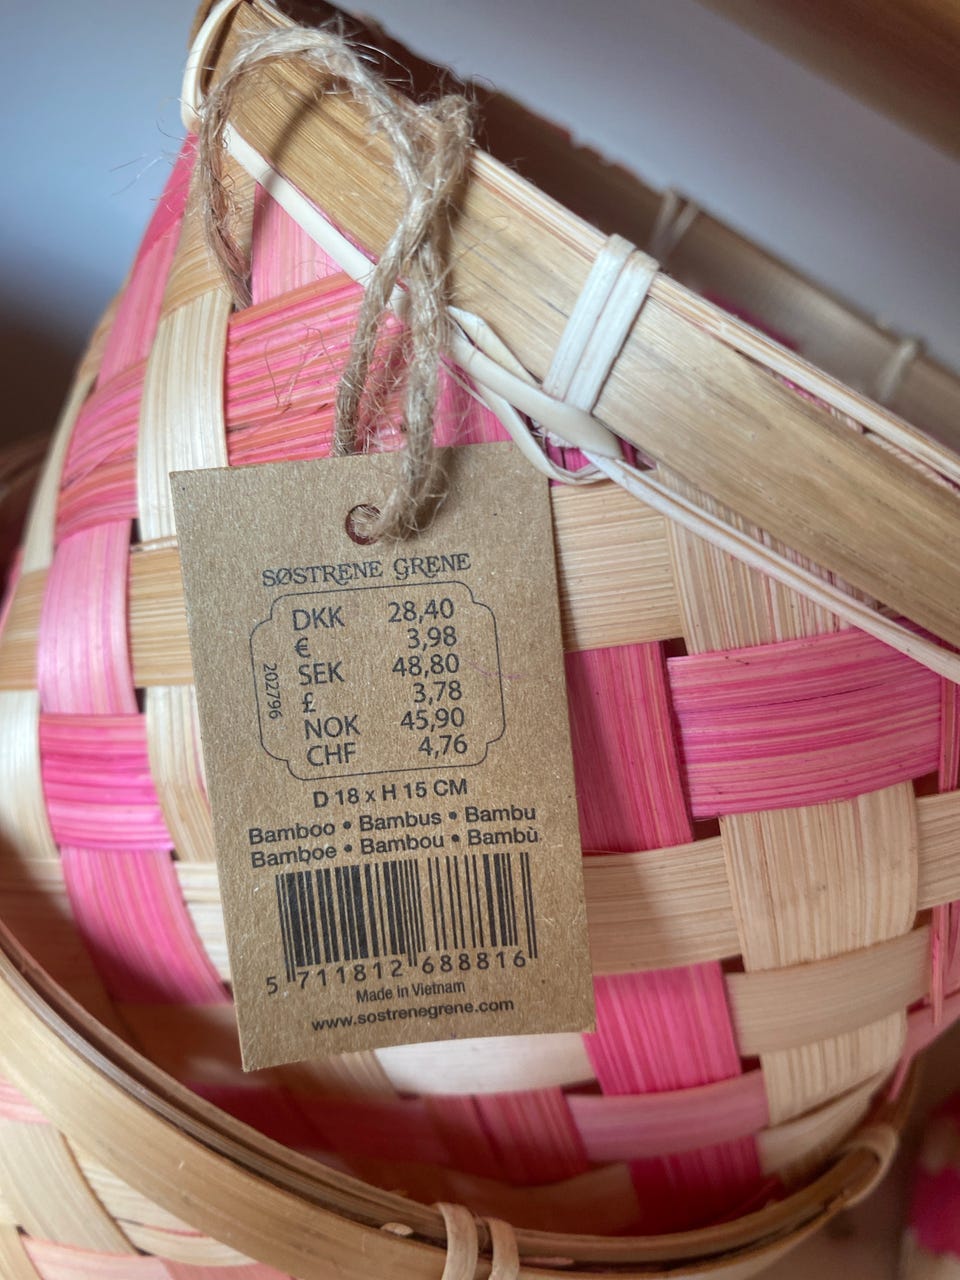 SØSTRENE GRENE
DKK 28,40
€ 3,98
SEK 48,80
£ 3,78
NOK 45,90
CHF 4,76
202796
D 18 x H 15 CM
Bamboo • Bambus • Bambu
Bamboe • Bambou • Bambù
5 711812 688816
Made in Vietnam
www.sostrenegrene.com